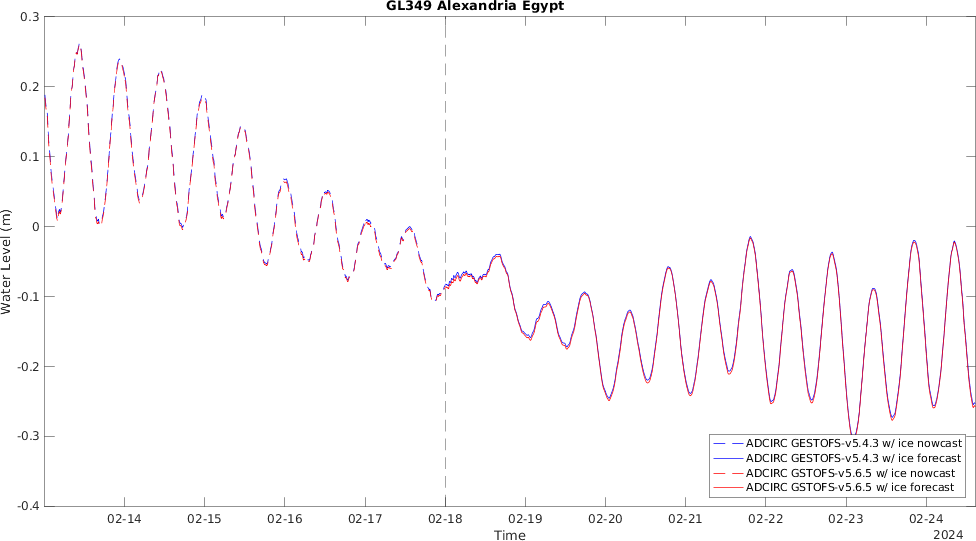 GL349 Alexandria Egypt
0.3
0.2
0.1
0
-0.1
-0.2
-0.3
-0.4
Water Level (m)
ADCIRC GESTOFS-v5.4.3 w/ ice nowcast
ADCIRC GESTOFS-v5.4.3 w/ ice forecast
ADCIRC GSTOFS-v5.6.5 w/ ice nowcast
ADCIRC GSTOFS-v5.6.5 w/ ice forecast
02-14 02-15 02-16 02-17 02-18 02-19 02-20 02-21 02-22 02-23 02-24
Time
2024